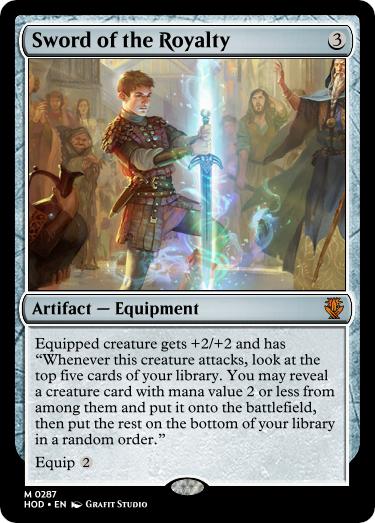 Sword of the Royalty 3
Artifact — Equipment
Equipped creature gets +2/+2 and has
“Whenever this creature attacks, look at the
top five cards of your library. You may reveal
a creature card with mana value 2 or less from
among them and put it onto the battlefield,
then put the rest on the bottom of your library
in a random order.”
Equip 2
M 0287
HOD • EN Grafit Studio